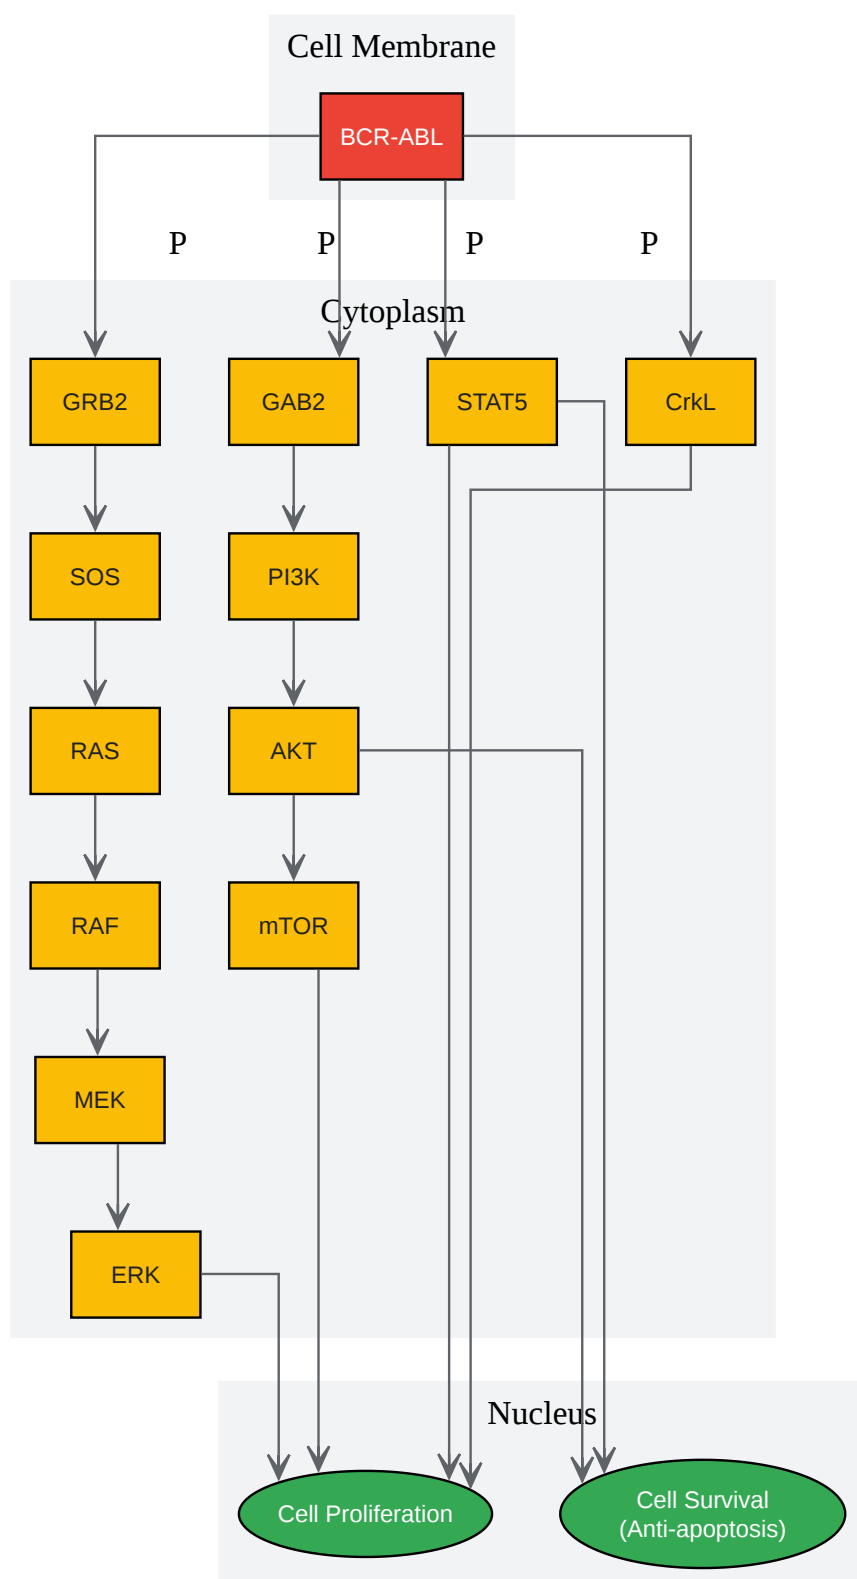 Cell Membrane
BCR-ABL
P
P
P
P
Cytoplasm
GRB2
GAB2
STAT5
CrkL
SOS
PI3K
RAS
AKT
RAF
mTOR
MEK
ERK
Nucleus
Cell Proliferation
Cell Survival
(Anti-apoptosis)